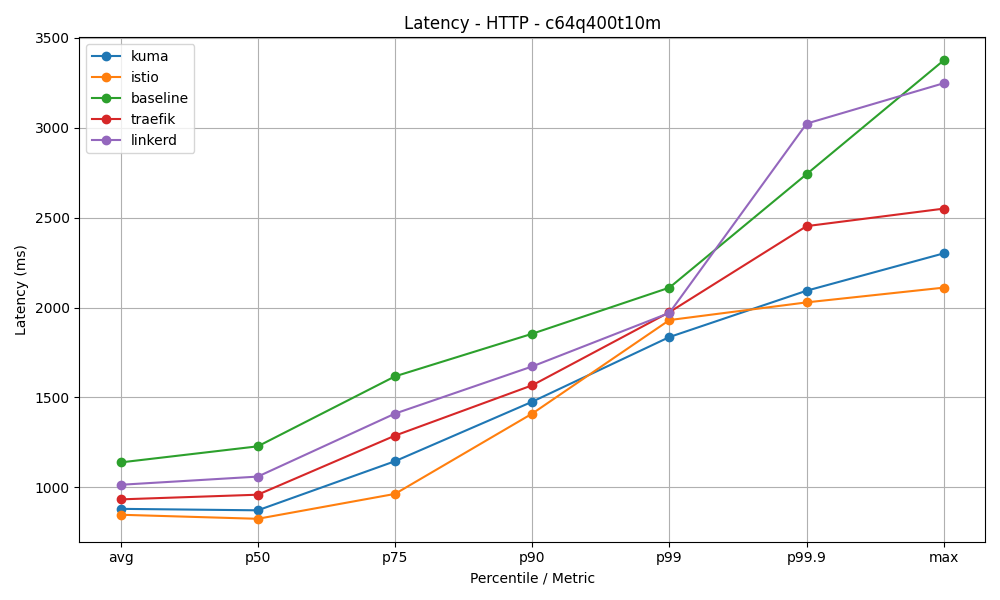 Latency - HTTP - c64q400t10m
kuma
istio
baseline
traefik
linkerd
Latency (ms)
3500
3000
2500
2000
1500
1000
avg p50 p75 p90 p99 p99.9 max
Percentile / Metric